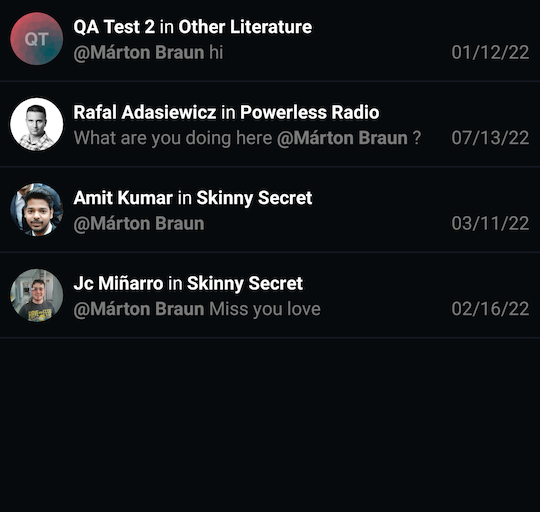 QT
QA Test 2 in Other Literature
@Márton Braun hi
01/12/22
Rafal Adasiewicz in Powerless Radio
What are you doing here @Márton Braun ?
07/13/22
Amit Kumar in Skinny Secret
@Márton Braun
03/11/22
Jc Miñarro in Skinny Secret
@Márton Braun Miss you love
02/16/22